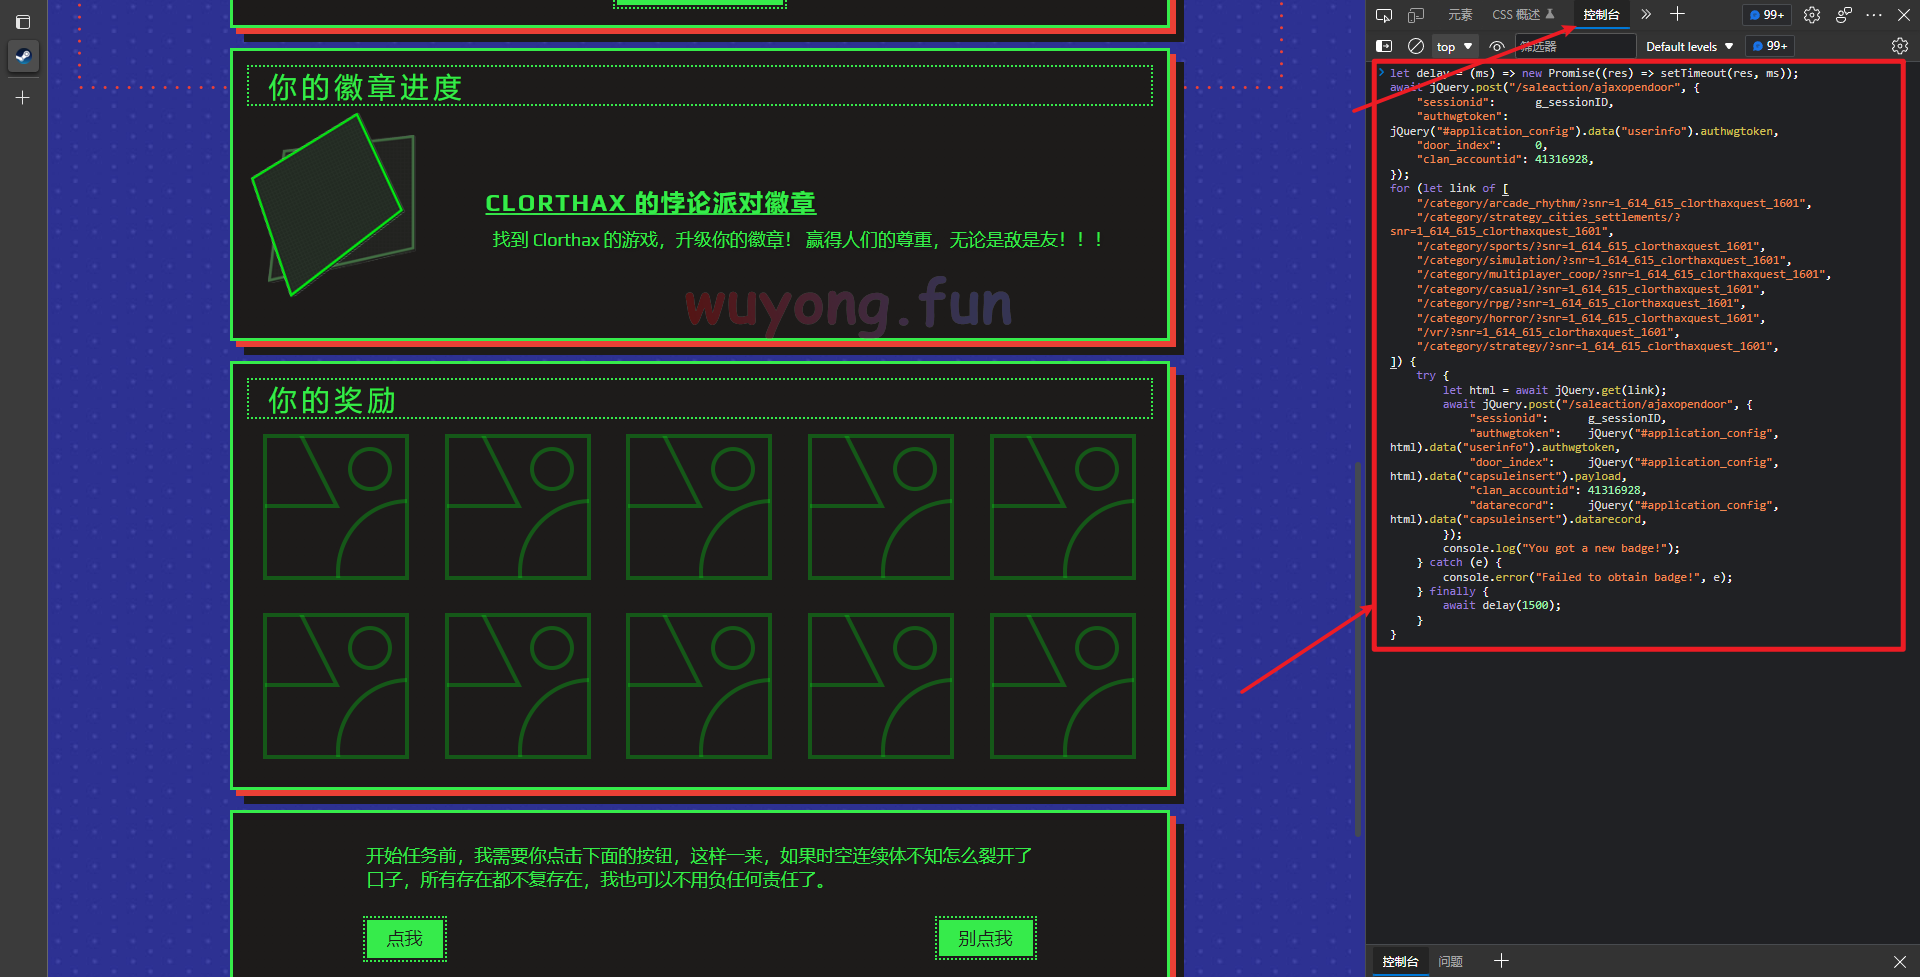 你的徽章进度
CLORTHAX 的悖论派对徽章
找到 Clorthax 的游戏，升级你的徽章！ 赢得人们的尊重，无论是敌是友！！！
wuyong.fun
你的奖励
开始任务前，我需要你点击下面的按钮，这样一来，如果时空连续体不知怎么裂开了
口子，所有存在都不复存在，我也可以不用负任何责任了。
点我
别点我
元素
CSS 概述
控制台
99+
top
筛选器
Default levels
99+
let delay = (ms) => new Promise((res) => setTimeout(res, ms));
await jQuery.post("/saleaction/ajaxopendoor", {
    "sessionid":      g_sessionID,
    "authwgtoken":
jQuery("#application_config").data("userinfo").authwgtoken,
    "door_index":     0,
    "clan_accountid": 41316928,
});
for (let link of [
    "/category/arcade_rhythm/?snr=1_614_615_clorthaxquest_1601",
    "/category/strategy_cities_settlements/?
snr=1_614_615_clorthaxquest_1601",
    "/category/sports/?snr=1_614_615_clorthaxquest_1601",
    "/category/simulation/?snr=1_614_615_clorthaxquest_1601",
    "/category/multiplayer_coop/?snr=1_614_615_clorthaxquest_1601",
    "/category/casual/?snr=1_614_615_clorthaxquest_1601",
    "/category/rpg/?snr=1_614_615_clorthaxquest_1601",
    "/category/horror/?snr=1_614_615_clorthaxquest_1601",
    "/vr/?snr=1_614_615_clorthaxquest_1601",
    "/category/strategy/?snr=1_614_615_clorthaxquest_1601",
]) {
    try {
        let html = await jQuery.get(link);
        await jQuery.post("/saleaction/ajaxopendoor", {
            "sessionid":      g_sessionID,
            "authwgtoken":    jQuery("#application_config",
html).data("userinfo").authwgtoken,
            "door_index":     jQuery("#application_config",
html).data("capsuleinsert").payload,
            "clan_accountid": 41316928,
            "datarecord":     jQuery("#application_config",
html).data("capsuleinsert").datarecord,
        });
        console.log("You got a new badge!");
    } catch (e) {
        console.error("Failed to obtain badge!", e);
    } finally {
        await delay(1500);
    }
}
控制台
问题